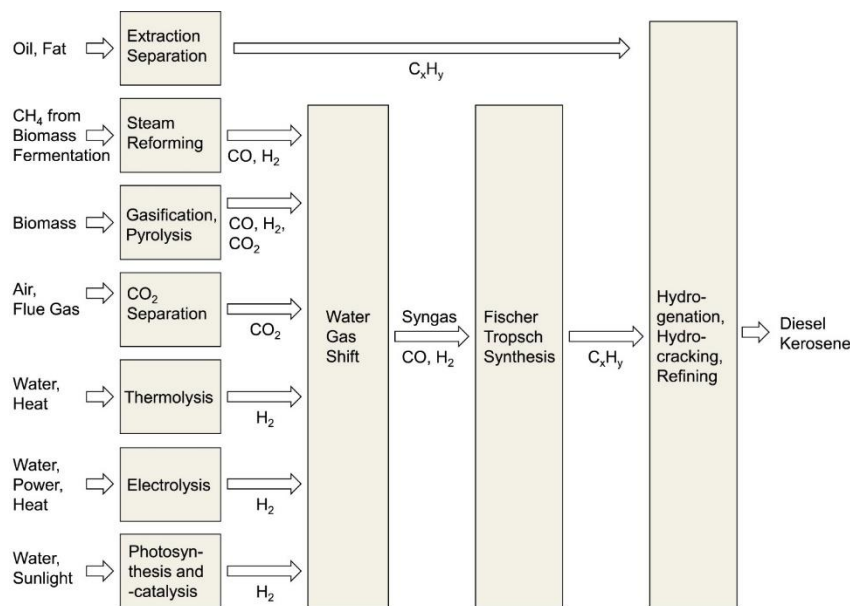 Oil, Fat
Extraction
Separation
CxHy
CH4 from
Biomass
Fermentation
Steam
Reforming
CO, H2
Biomass
Gasification,
Pyrolysis
CO, H2,
CO2
Air,
Flue Gas
CO2
Separation
CO2
Water,
Heat
Thermolysis
H2
Water,
Power,
Heat
Electrolysis
H2
Water,
Sunlight
Photosyn-
thesis and
-catalysis
H2
Water
Gas
Shift
Syngas
CO, H2
Fischer
Tropsch
Synthesis
CxHy
Hydro-
genation,
Hydro-
cracking,
Refining
Diesel
Kerosene